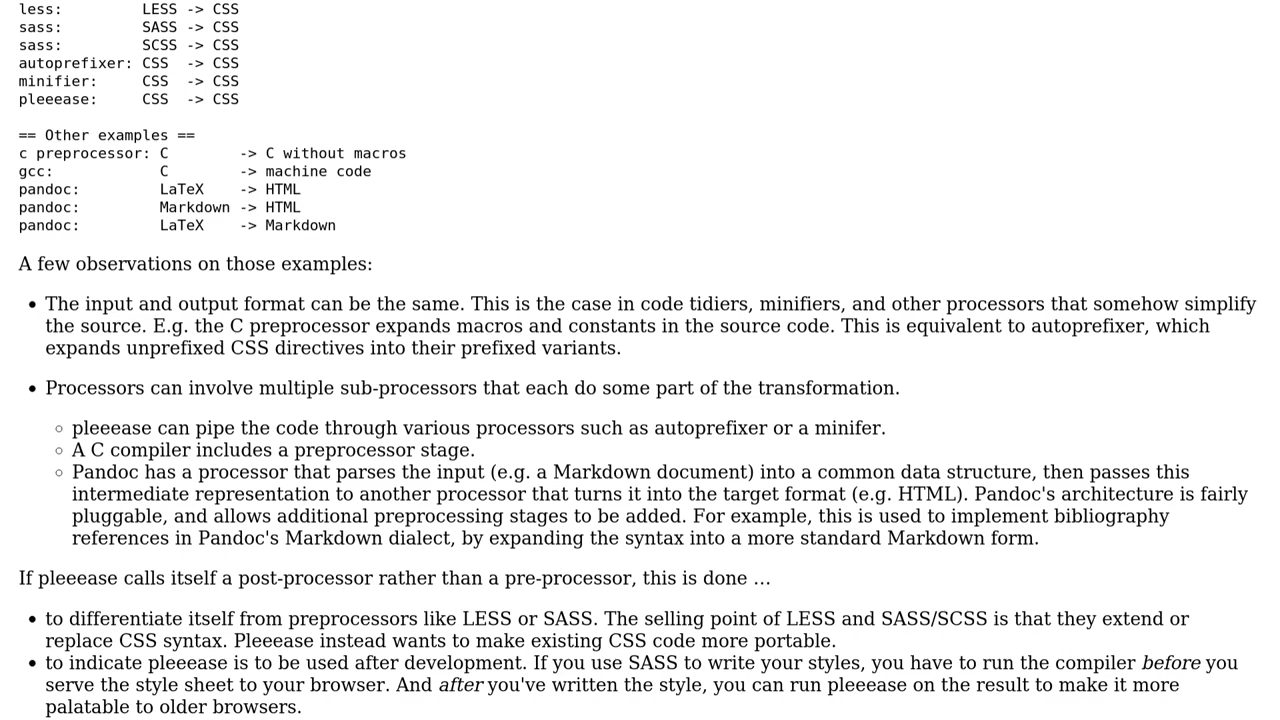 less:         LESS -> CSS
sass:         SASS -> CSS
sass:         SCSS -> CSS
autoprefixer: CSS  -> CSS
minifier:     CSS  -> CSS
pleeease:     CSS  -> CSS
== Other examples ==
c preprocessor: C        -> C without macros
gcc:            C        -> machine code
pandoc:         LaTeX    -> HTML
pandoc:         Markdown -> HTML
pandoc:         LaTeX    -> Markdown
A few observations on those examples:
• The input and output format can be the same. This is the case in code tidiers, minifiers, and other processors that somehow simplify
the source. E.g. the C preprocessor expands macros and constants in the source code. This is equivalent to autoprefixer, which
expands unprefixed CSS directives into their prefixed variants.
• Processors can involve multiple sub-processors that each do some part of the transformation.
◦ pleeease can pipe the code through various processors such as autoprefixer or a minifer.
◦ A C compiler includes a preprocessor stage.
◦ Pandoc has a processor that parses the input (e.g. a Markdown document) into a common data structure, then passes this
intermediate representation to another processor that turns it into the target format (e.g. HTML). Pandoc's architecture is fairly
pluggable, and allows additional preprocessing stages to be added. For example, this is used to implement bibliography
references in Pandoc's Markdown dialect, by expanding the syntax into a more standard Markdown form.
If pleeease calls itself a post-processor rather than a pre-processor, this is done …
• to differentiate itself from preprocessors like LESS or SASS. The selling point of LESS and SASS/SCSS is that they extend or
replace CSS syntax. Pleeease instead wants to make existing CSS code more portable.
• to indicate pleeease is to be used after development. If you use SASS to write your styles, you have to run the compiler before you
serve the style sheet to your browser. And after you've written the style, you can run pleeease on the result to make it more
palatable to older browsers.